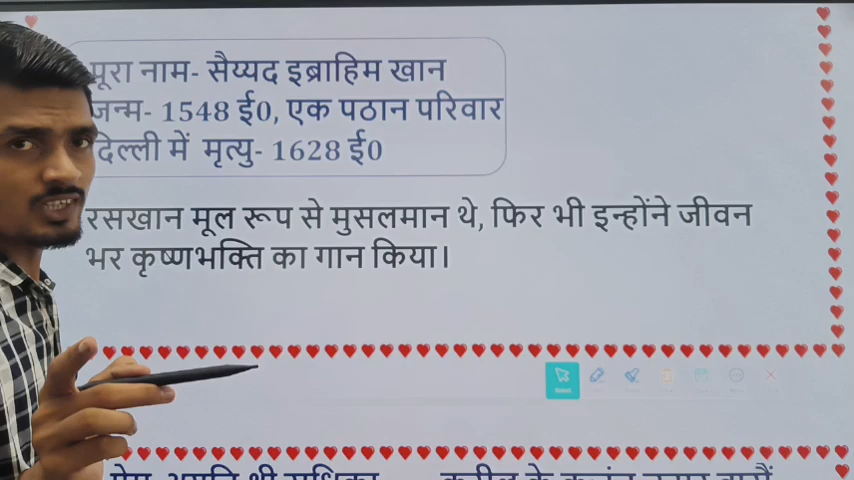 पूरा नाम- सैय्यद इब्राहिम खान
जन्म- 1548 ई0, एक पठान परिवार
दिल्ली में मृत्यु- 1628 ई0
रसखान मूल रूप से मुसलमान थे, फिर भी इन्होंने जीवन
भर कृष्णभक्ति का गान किया।